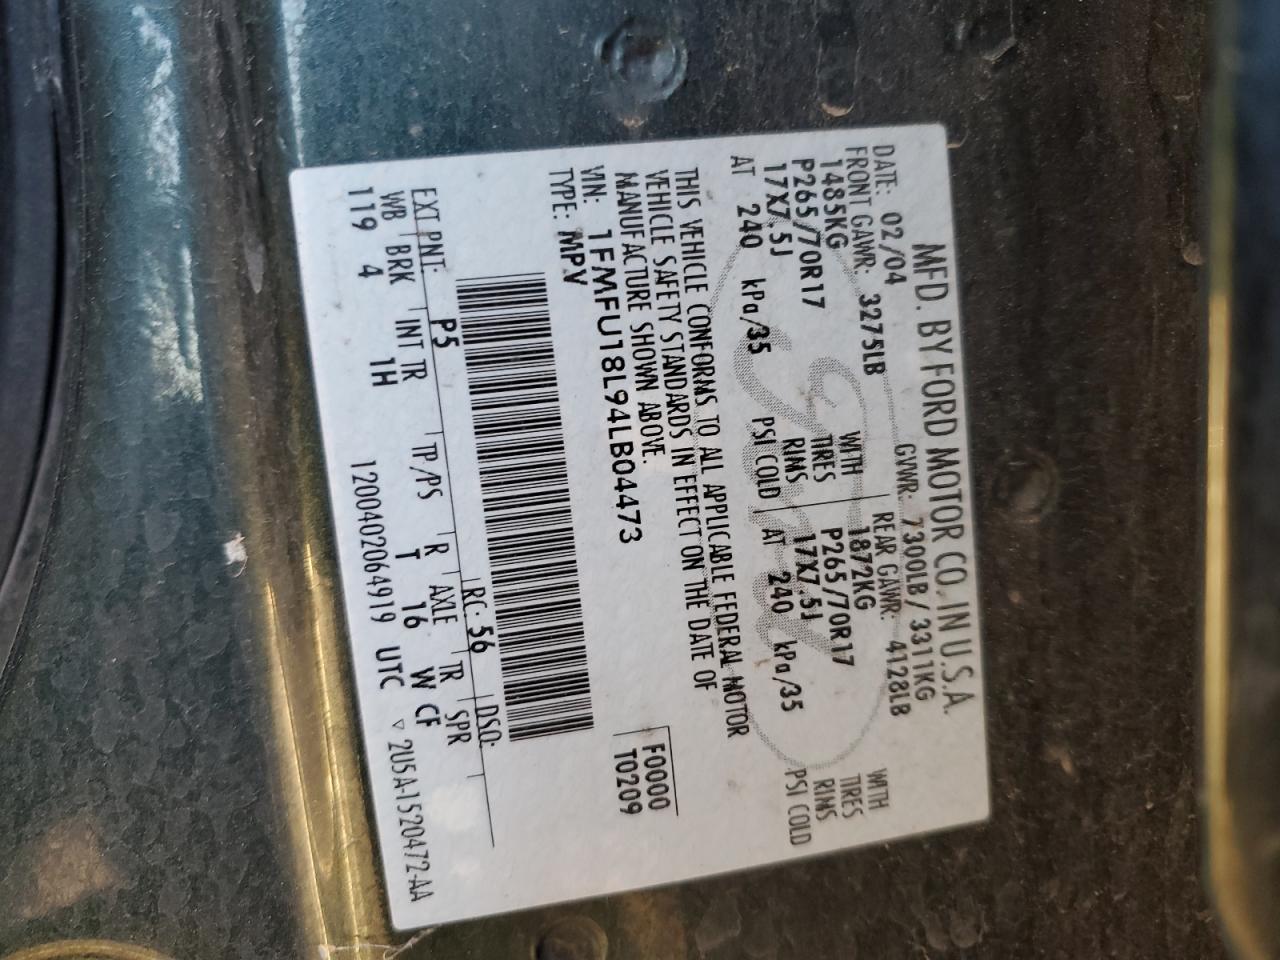 MFD. BY FORD MOTOR CO. IN U.S.A.
DATE: 02/04 GVWR: 7300LB / 3311KG
FRONT GAWR: 3275LB REAR GAWR: 4128LB
1485KG WITH 1872KG WITH
P265/70R17 TIRES P265/70R17 TIRES
17X7.5J RIMS 17X7.5J RIMS
AT 240 kPa/35 PSI COLD AT 240 kPa/35 PSI COLD
THIS VEHICLE CONFORMS TO ALL APPLICABLE FEDERAL MOTOR
VEHICLE SAFETY STANDARDS IN EFFECT ON THE DATE OF
MANUFACTURE SHOWN ABOVE.
VIN: 1FMFU18L94LB04473 F0000
TYPE: MPV T0209
EXT PNT: P5 RC: 56 DSO:
WB BRK INT TR TP/PS R AXLE TR SPR
119 4 1H T 16 W CF
1200402064919 UTC ▽ 2U5A-1520472-AA